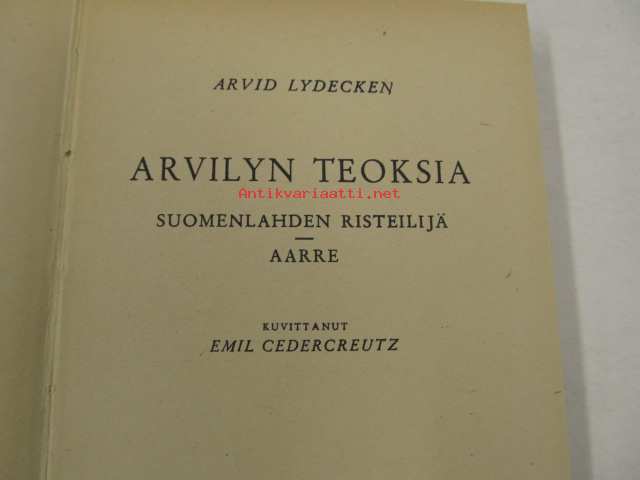 ARVID LYDECKEN
ARVILYN TEOKSIA
Antikvariaatti.net
SUOMENLAHDEN RISTEILIJÄ
AARRE
KUVITTANUT
EMIL CEDERCREUTZ